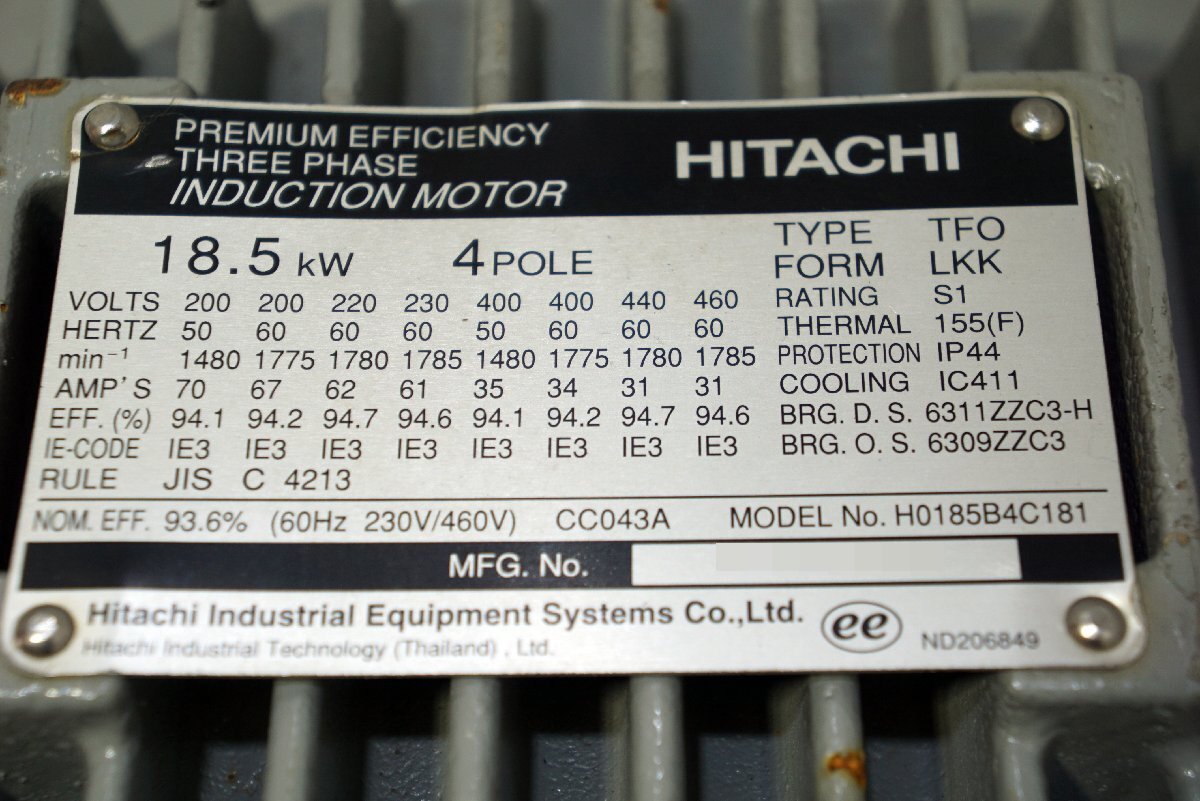 PREMIUM EFFICIENCY
THREE PHASE
INDUCTION MOTOR
HITACHI
18.5 kW 4 POLE
VOLTS 200 200 220 230 400 400 440 460
HERTZ 50 60 60 60 50 60 60 60
min⁻¹ 1480 1775 1780 1785 1480 1775 1780 1785
AMP'S 70 67 62 61 35 34 31 31
EFF. (%) 94.1 94.2 94.7 94.6 94.1 94.2 94.7 94.6
IE-CODE IE3 IE3 IE3 IE3 IE3 IE3 IE3 IE3
RULE JIS C 4213
TYPE TFO
FORM LKK
RATING S1
THERMAL 155(F)
PROTECTION IP44
COOLING IC411
BRG. D. S. 6311ZZC3-H
BRG. O. S. 6309ZZC3
NOM. EFF. 93.6% (60Hz 230V/460V) CC043A MODEL No. H0185B4C181
MFG. No.
Hitachi Industrial Equipment Systems Co.,Ltd.
Hitachi Industrial Technology (Thailand) , Ltd.
ee
ND206849